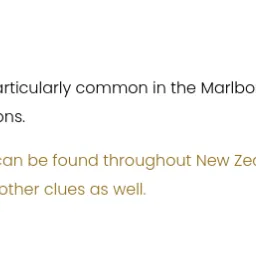 articularly common in the Marlbo
ons.
can be found throughout New Zea
other clues as well.